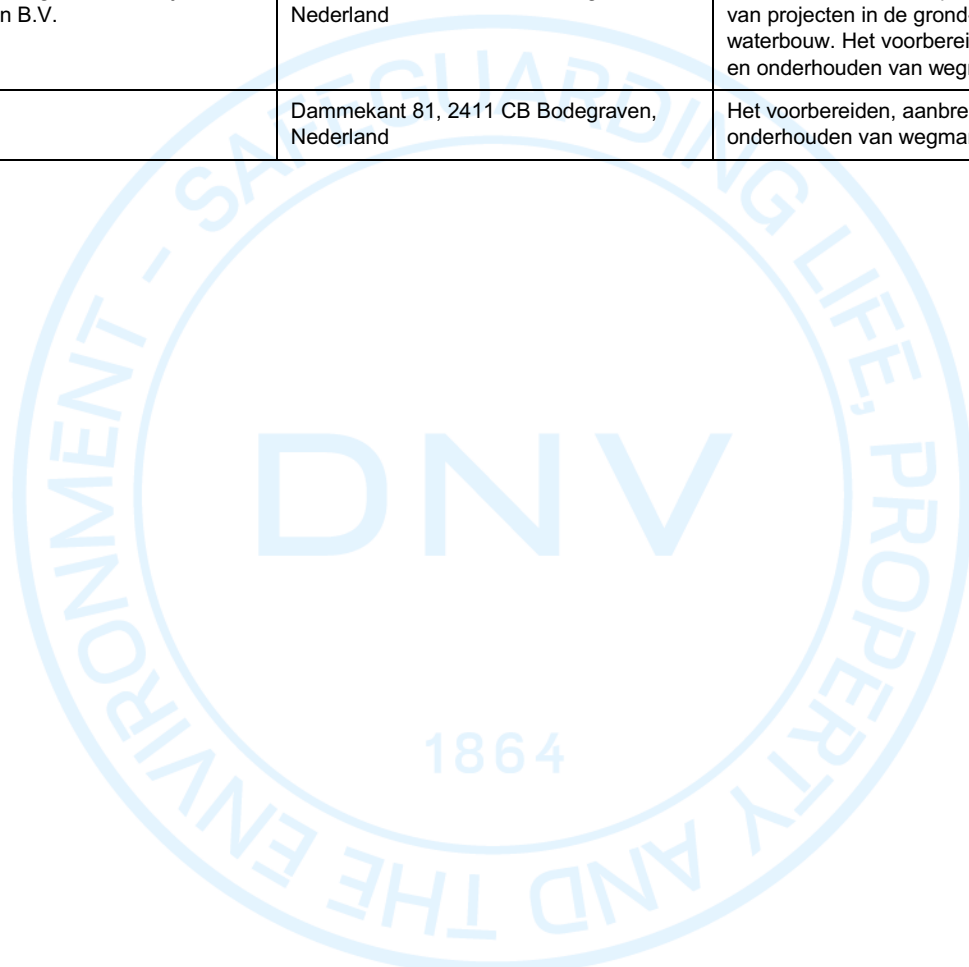 n B.V.
Nederland
van projecten in de grond
waterbouw. Het voorberei
en onderhouden van weg
Dammekant 81, 2411 CB Bodegraven,
Nederland
Het voorbereiden, aanbre
onderhouden van wegma
SAFEGUARDING LIFE, PROPERTY AND THE ENVIRONMENT -
DNV
1864